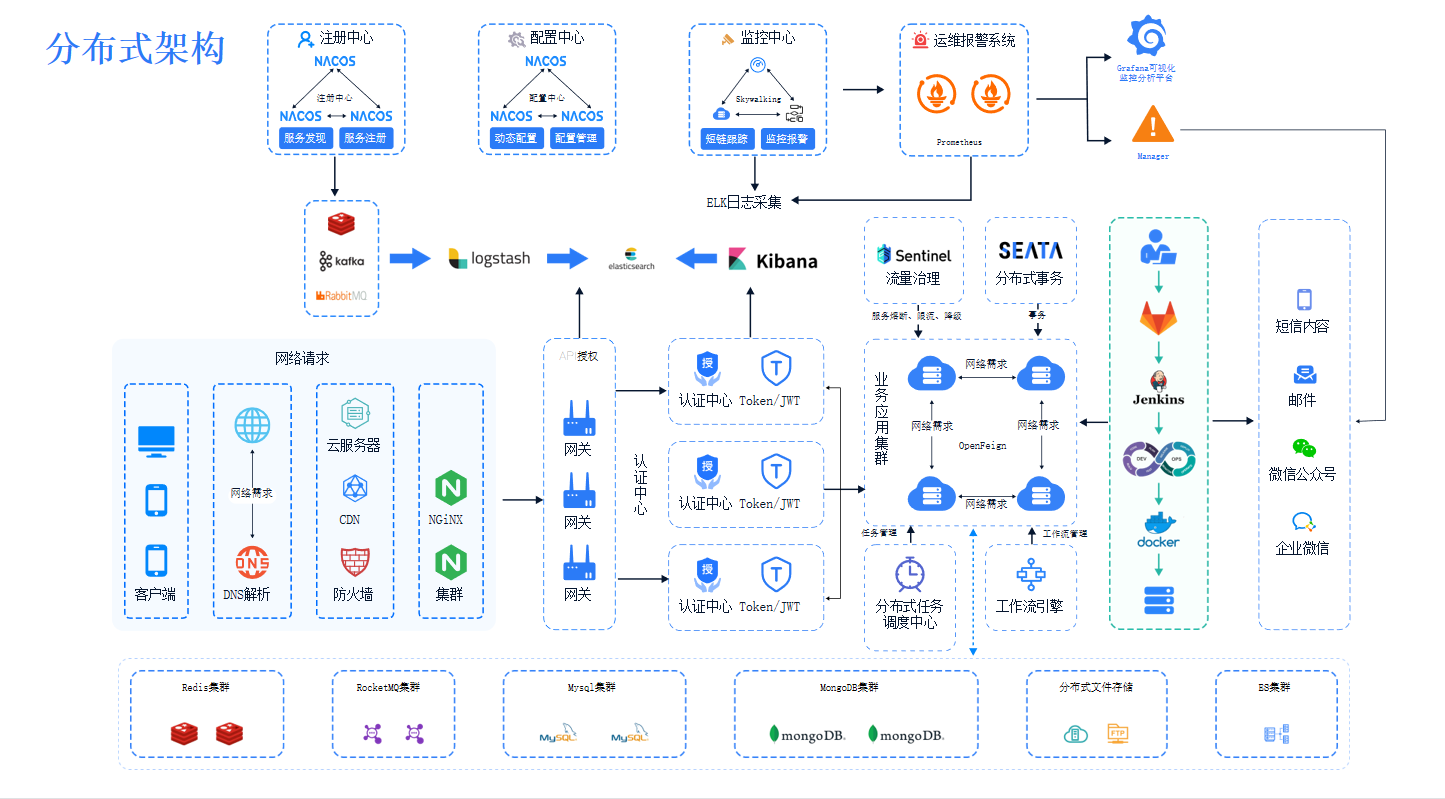 分布式架构
注册中心
NACOS
注册中心
NACOS
NACOS
服务发现
服务注册
配置中心
NACOS
配置中心
NACOS
NACOS
动态配置
配置管理
监控中心
Skywalking
短链跟踪
监控报警
运维报警系统
Prometheus
Grafana可视化
监控分析平台
Manager
ELK日志采集
kafka
RabbitMQ
logstash
elasticsearch
Kibana
Sentinel
流量治理
服务熔断、限流、降级
SEATA
分布式事务
事务
网络请求
客户端
网络需求
DNS
DNS解析
云服务器
CDN
防火墙
NGiNX
集群
API授权
网关
网关
网关
认证中心
授
T
认证中心
Token/JWT
授
T
认证中心
Token/JWT
授
T
认证中心
Token/JWT
业务应用集群
网络需求
网络需求
网络需求
OpenFeign
网络需求
任务管理
工作流管理
分布式任务
调度中心
工作流引擎
Jenkins
DEV
OPS
docker
短信内容
邮件
微信公众号
企业微信
Redis集群
RocketMQ集群
Mysql集群
MySQL
MySQL
MongoDB集群
mongoDB.
mongoDB.
分布式文件存储
FTP
ES集群